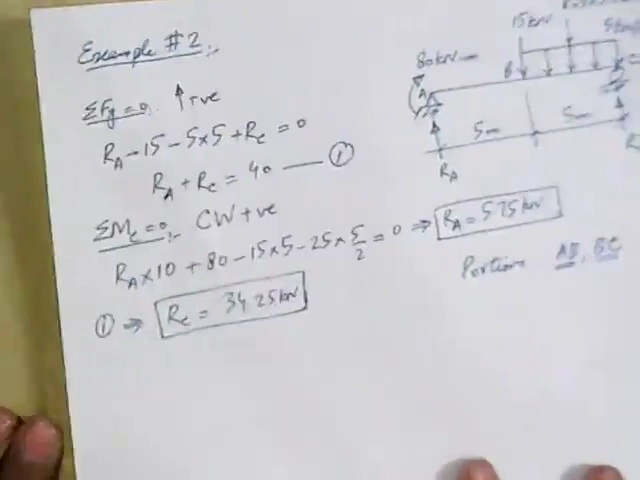 Example #2:-
ΣFy=0, ↑+ve
RA-15-5×5+Rc=0
RA+Rc=40 —— ①
ΣMc=0:- CW+ve
RA×10+80-15×5-25×5/2=0 ⇒ RA=5.75kN
① ⇒ Rc= 34.25kN
15kN
80kN-m
A B
5m 5m
RA
Portion AB, BC